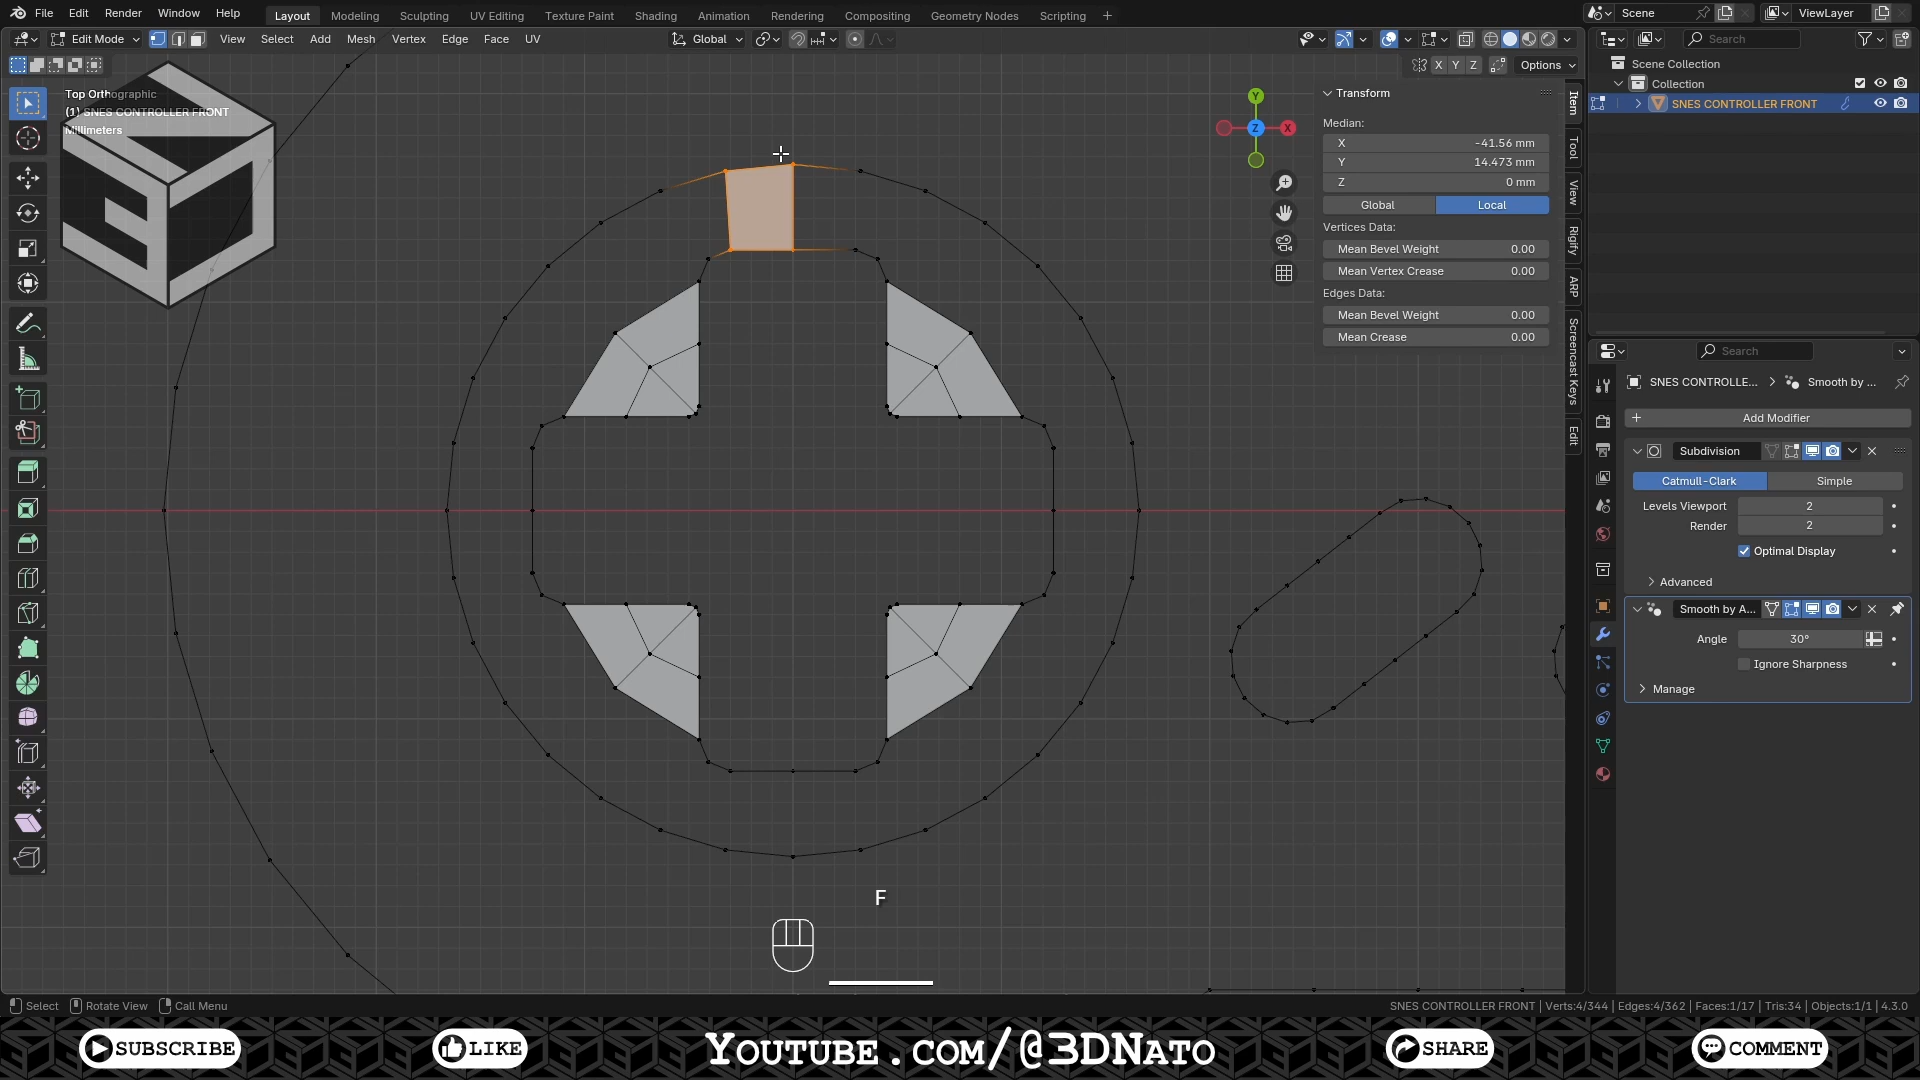 File Edit Render Window Help
Layout Modeling Sculpting UV Editing Texture Paint Shading Animation Rendering Compositing Geometry Nodes Scripting +
Scene
ViewLayer
Edit Mode View Select Add Mesh Vertex Edge Face UV
Global
Search
X Y Z Options
Top Orthographic
(1) SNES CONTROLLER FRONT
Millimeters
Y
Z X
Transform
Median:
X -41.56 mm
Y 14.473 mm
Z 0 mm
Global Local
Vertices Data:
Mean Bevel Weight 0.00
Mean Vertex Crease 0.00
Edges Data:
Mean Bevel Weight 0.00
Mean Crease 0.00
Item
Tool
View
Rigify
ARP
Screencast Keys
Edit
Scene Collection
Collection
SNES CONTROLLER FRONT
Search
SNES CONTROLLE... > Smooth by ...
+ Add Modifier
Subdivision
Catmull-Clark Simple
Levels Viewport 2
Render 2
Optimal Display
Advanced
Smooth by A...
Angle 30°
Ignore Sharpness
Manage
F
Select Rotate View Call Menu
SNES CONTROLLER FRONT | Verts:4/344 | Edges:4/362 | Faces:1/17 | Tris:34 | Objects:1/1 | 4.3.0
SUBSCRIBE LIKE YOUTUBE.COM/@3DNATO SHARE COMMENT